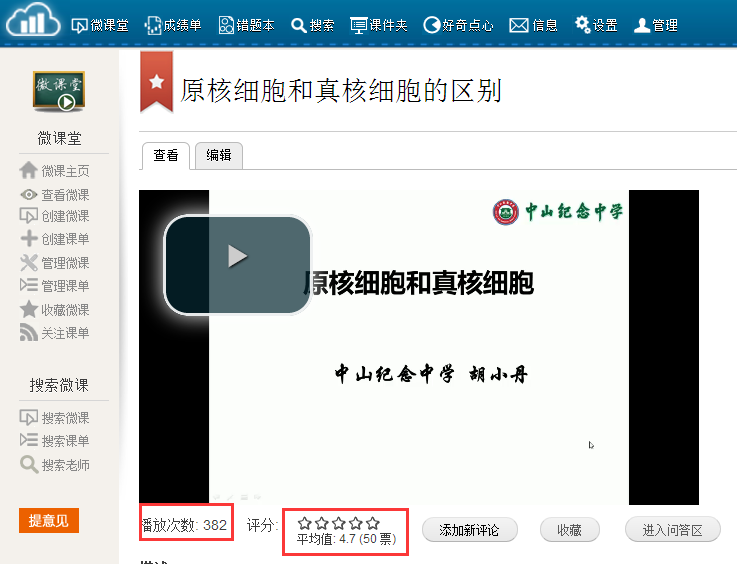 微课堂 成绩单 错题本 搜索 课件夹 好奇点心 信息 设置 管理
微课堂
微课堂
微课主页
查看微课
创建微课
创建课单
管理微课
管理课单
收藏微课
关注课单
搜索微课
搜索微课
搜索课单
搜索老师
提意见
原核细胞和真核细胞的区别
查看 编辑
中山纪念中学
原核细胞和真核细胞
中山纪念中学 胡小丹
播放次数: 382 评分:
平均值: 4.7 (50 票)
添加新评论 收藏 进入问答区